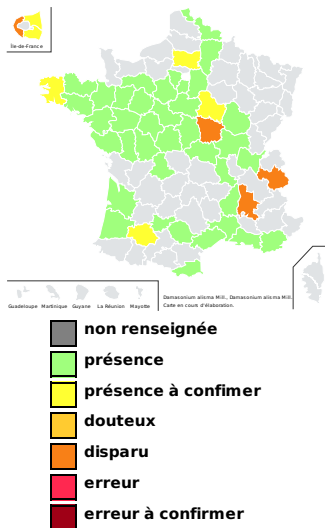 Île-de-France
Guadeloupe Martinique Guyane La Réunion Mayotte
Damasonium alisma Mill., Damasonium alisma Mill.
Carte en cours d'élaboration.
non renseignée
présence
présence à confimer
douteux
disparu
erreur
erreur à confirmer